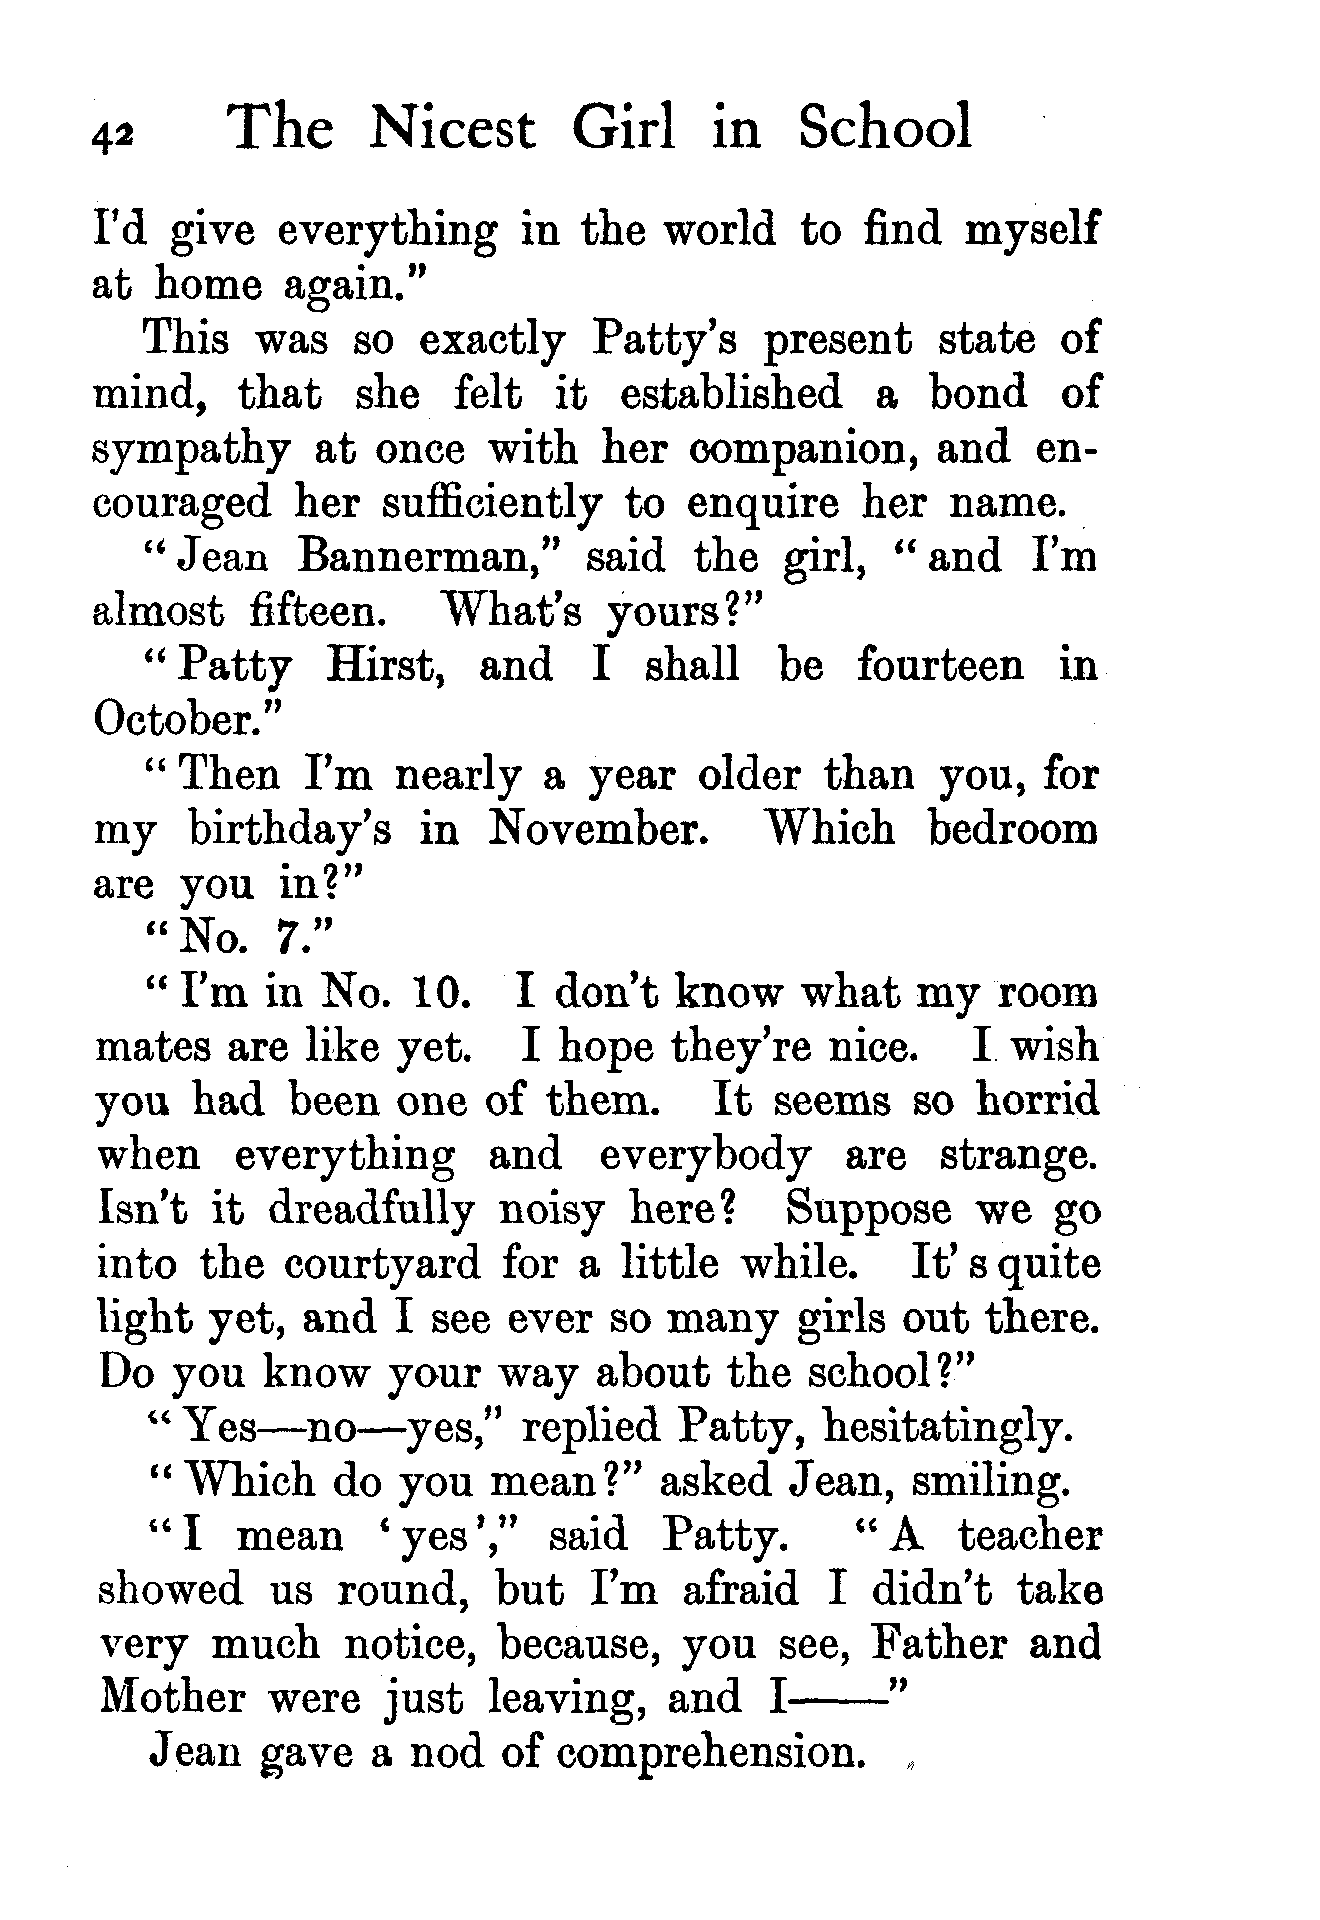 42 The Nicest Girl in School
I'd give everything in the world to find myself
at home again."
This was so exactly Patty's present state of
mind, that she felt it established a bond of
sympathy at once with her companion, and en-
couraged her sufficiently to enquire her name.
"Jean Bannerman," said the girl, "and I'm
almost fifteen. What's yours?"
"Patty Hirst, and I shall be fourteen in
October."
"Then I'm nearly a year older than you, for
my birthday's in November. Which bedroom
are you in?"
"No. 7."
"I'm in No. 10. I don't know what my room
mates are like yet. I hope they're nice. I wish
you had been one of them. It seems so horrid
when everything and everybody are strange.
Isn't it dreadfully noisy here? Suppose we go
into the courtyard for a little while. It's quite
light yet, and I see ever so many girls out there.
Do you know your way about the school?"
"Yes—no—yes," replied Patty, hesitatingly.
"Which do you mean?" asked Jean, smiling.
"I mean 'yes'," said Patty. "A teacher
showed us round, but I'm afraid I didn't take
very much notice, because, you see, Father and
Mother were just leaving, and I——"
Jean gave a nod of comprehension.